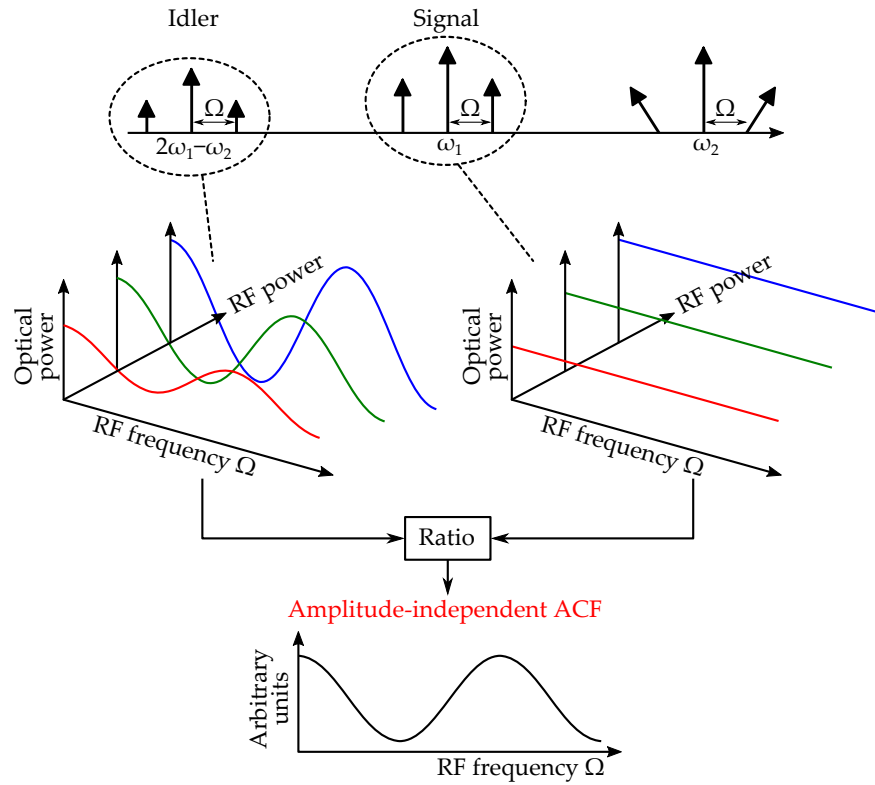 Idler
Signal
Ω
Ω
Ω
2ω₁−ω₂
ω₁
ω₂
Optical
power
RF power
RF frequency Ω
Optical
power
RF power
RF frequency Ω
Ratio
Amplitude-independent ACF
Arbitrary
units
RF frequency Ω